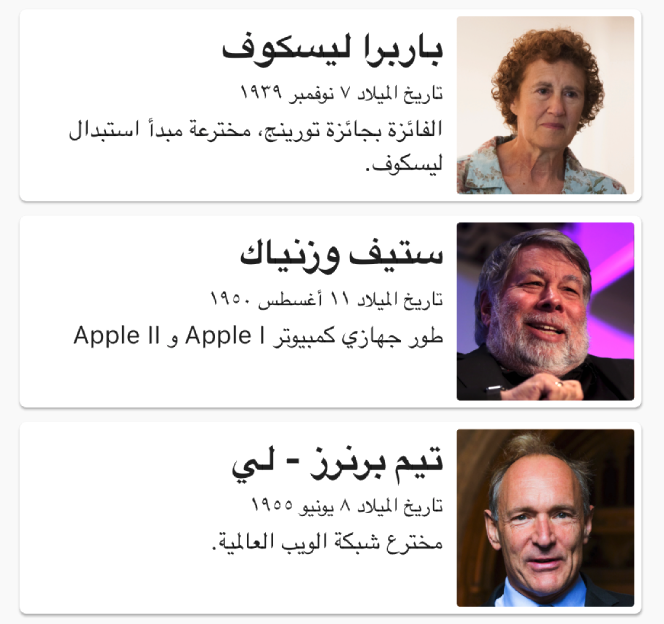 باربرا ليسكوف
تاريخ الميلاد ٧ نوفمبر ١٩٣٩
الفائزة بجائزة تورينج، مخترعة مبدأ استبدال
ليسكوف.
ستيف وزنياك
تاريخ الميلاد ١١ أغسطس ١٩٥٠
طور جهازي كمبيوتر Apple I و Apple II
تيم برنرز - لي
تاريخ الميلاد ٨ يونيو ١٩٥٥
مخترع شبكة الويب العالمية.